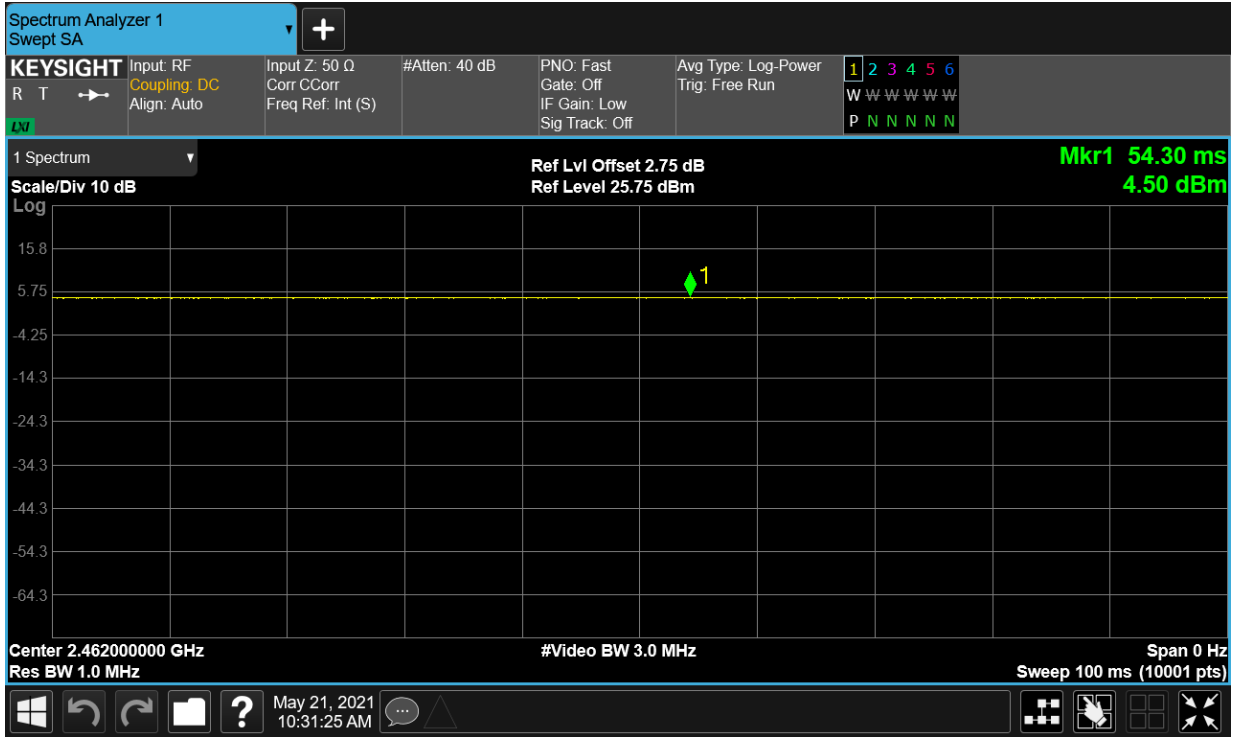 Spectrum Analyzer 1
Swept SA
+
KEYSIGHT
R T
LXI
Input: RF
Coupling: DC
Align: Auto
Input Z: 50 Ω
Corr CCorr
Freq Ref: Int (S)
#Atten: 40 dB
PNO: Fast
Gate: Off
IF Gain: Low
Sig Track: Off
Avg Type: Log-Power
Trig: Free Run
1 2 3 4 5 6
W W W W W W
P N N N N N
1 Spectrum
Scale/Div 10 dB
Ref Lvl Offset 2.75 dB
Ref Level 25.75 dBm
Mkr1 54.30 ms
4.50 dBm
Log
15.8
5.75
-4.25
-14.3
-24.3
-34.3
-44.3
-54.3
-64.3
1
Center 2.462000000 GHz
Res BW 1.0 MHz
#Video BW 3.0 MHz
Span 0 Hz
Sweep 100 ms (10001 pts)
?
May 21, 2021
10:31:25 AM